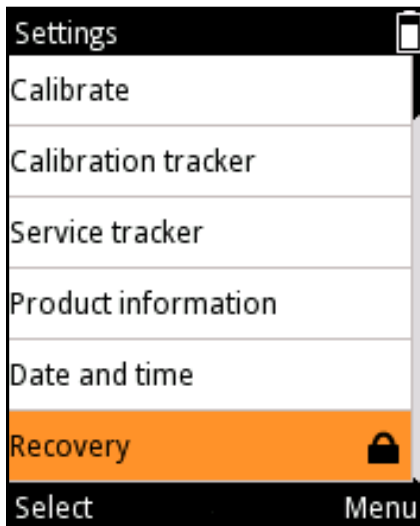 Settings
Calibrate
Calibration tracker
Service tracker
Product information
Date and time
Recovery
Select Menu